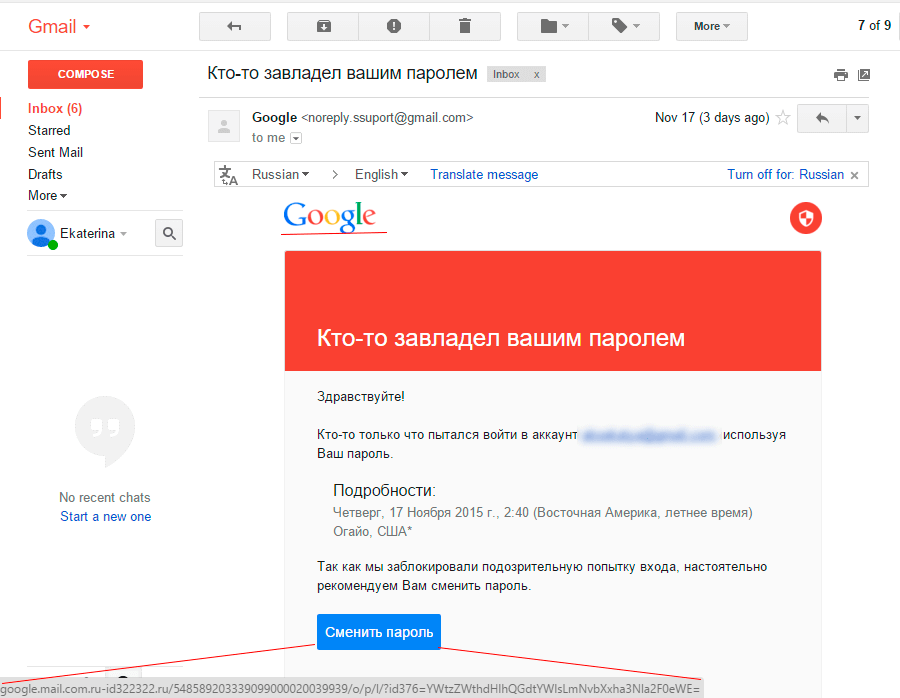 Gmail
More
7 of 9
COMPOSE
Inbox (6)
Starred
Sent Mail
Drafts
More
Ekaterina
No recent chats
Start a new one
Кто-то завладел вашим паролем Inbox x
Google <noreply.ssuport@gmail.com> Nov 17 (3 days ago)
to me
Russian > English Translate message Turn off for: Russian x
Google
Кто-то завладел вашим паролем
Здравствуйте!
Кто-то только что пытался войти в аккаунт используя
Ваш пароль.
Подробности:
Четверг, 17 Ноября 2015 г., 2:40 (Восточная Америка, летнее время)
Огайо, США*
Так как мы заблокировали подозрительную попытку входа, настоятельно
рекомендуем Вам сменить пароль.
Сменить пароль
google.mail.com.ru-id322322.ru/548589203339099000020039939/o/p/l/?id376=YWtzZWthdHlhQGdtYWlsLmNvbXxha3Nla2F0eWE=